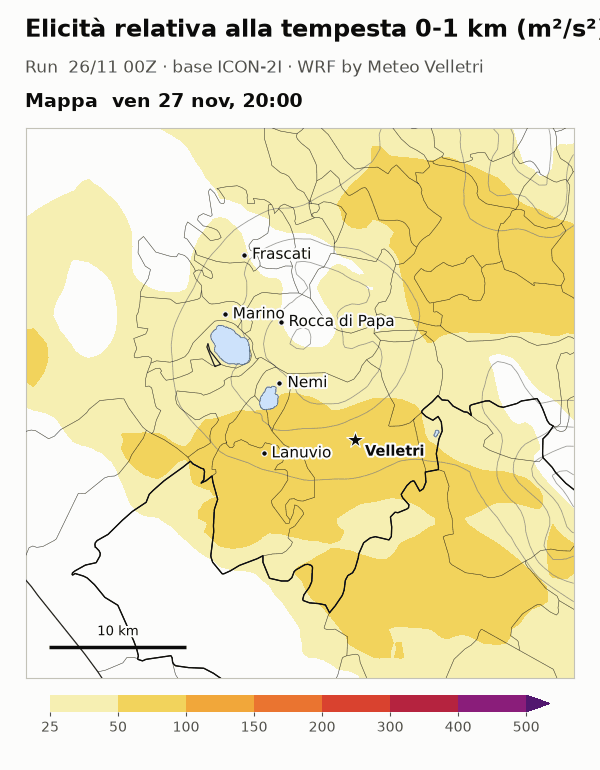 Elicità relativa alla tempesta 0-1 km (m²/s²)
Run  26/11 00Z · base ICON-2I · WRF by Meteo Velletri
Mappa  ven 27 nov, 20:00
Frascati
Marino
Rocca di Papa
Nemi
Velletri
Lanuvio
10 km
25 50 100 150 200 300 400 500